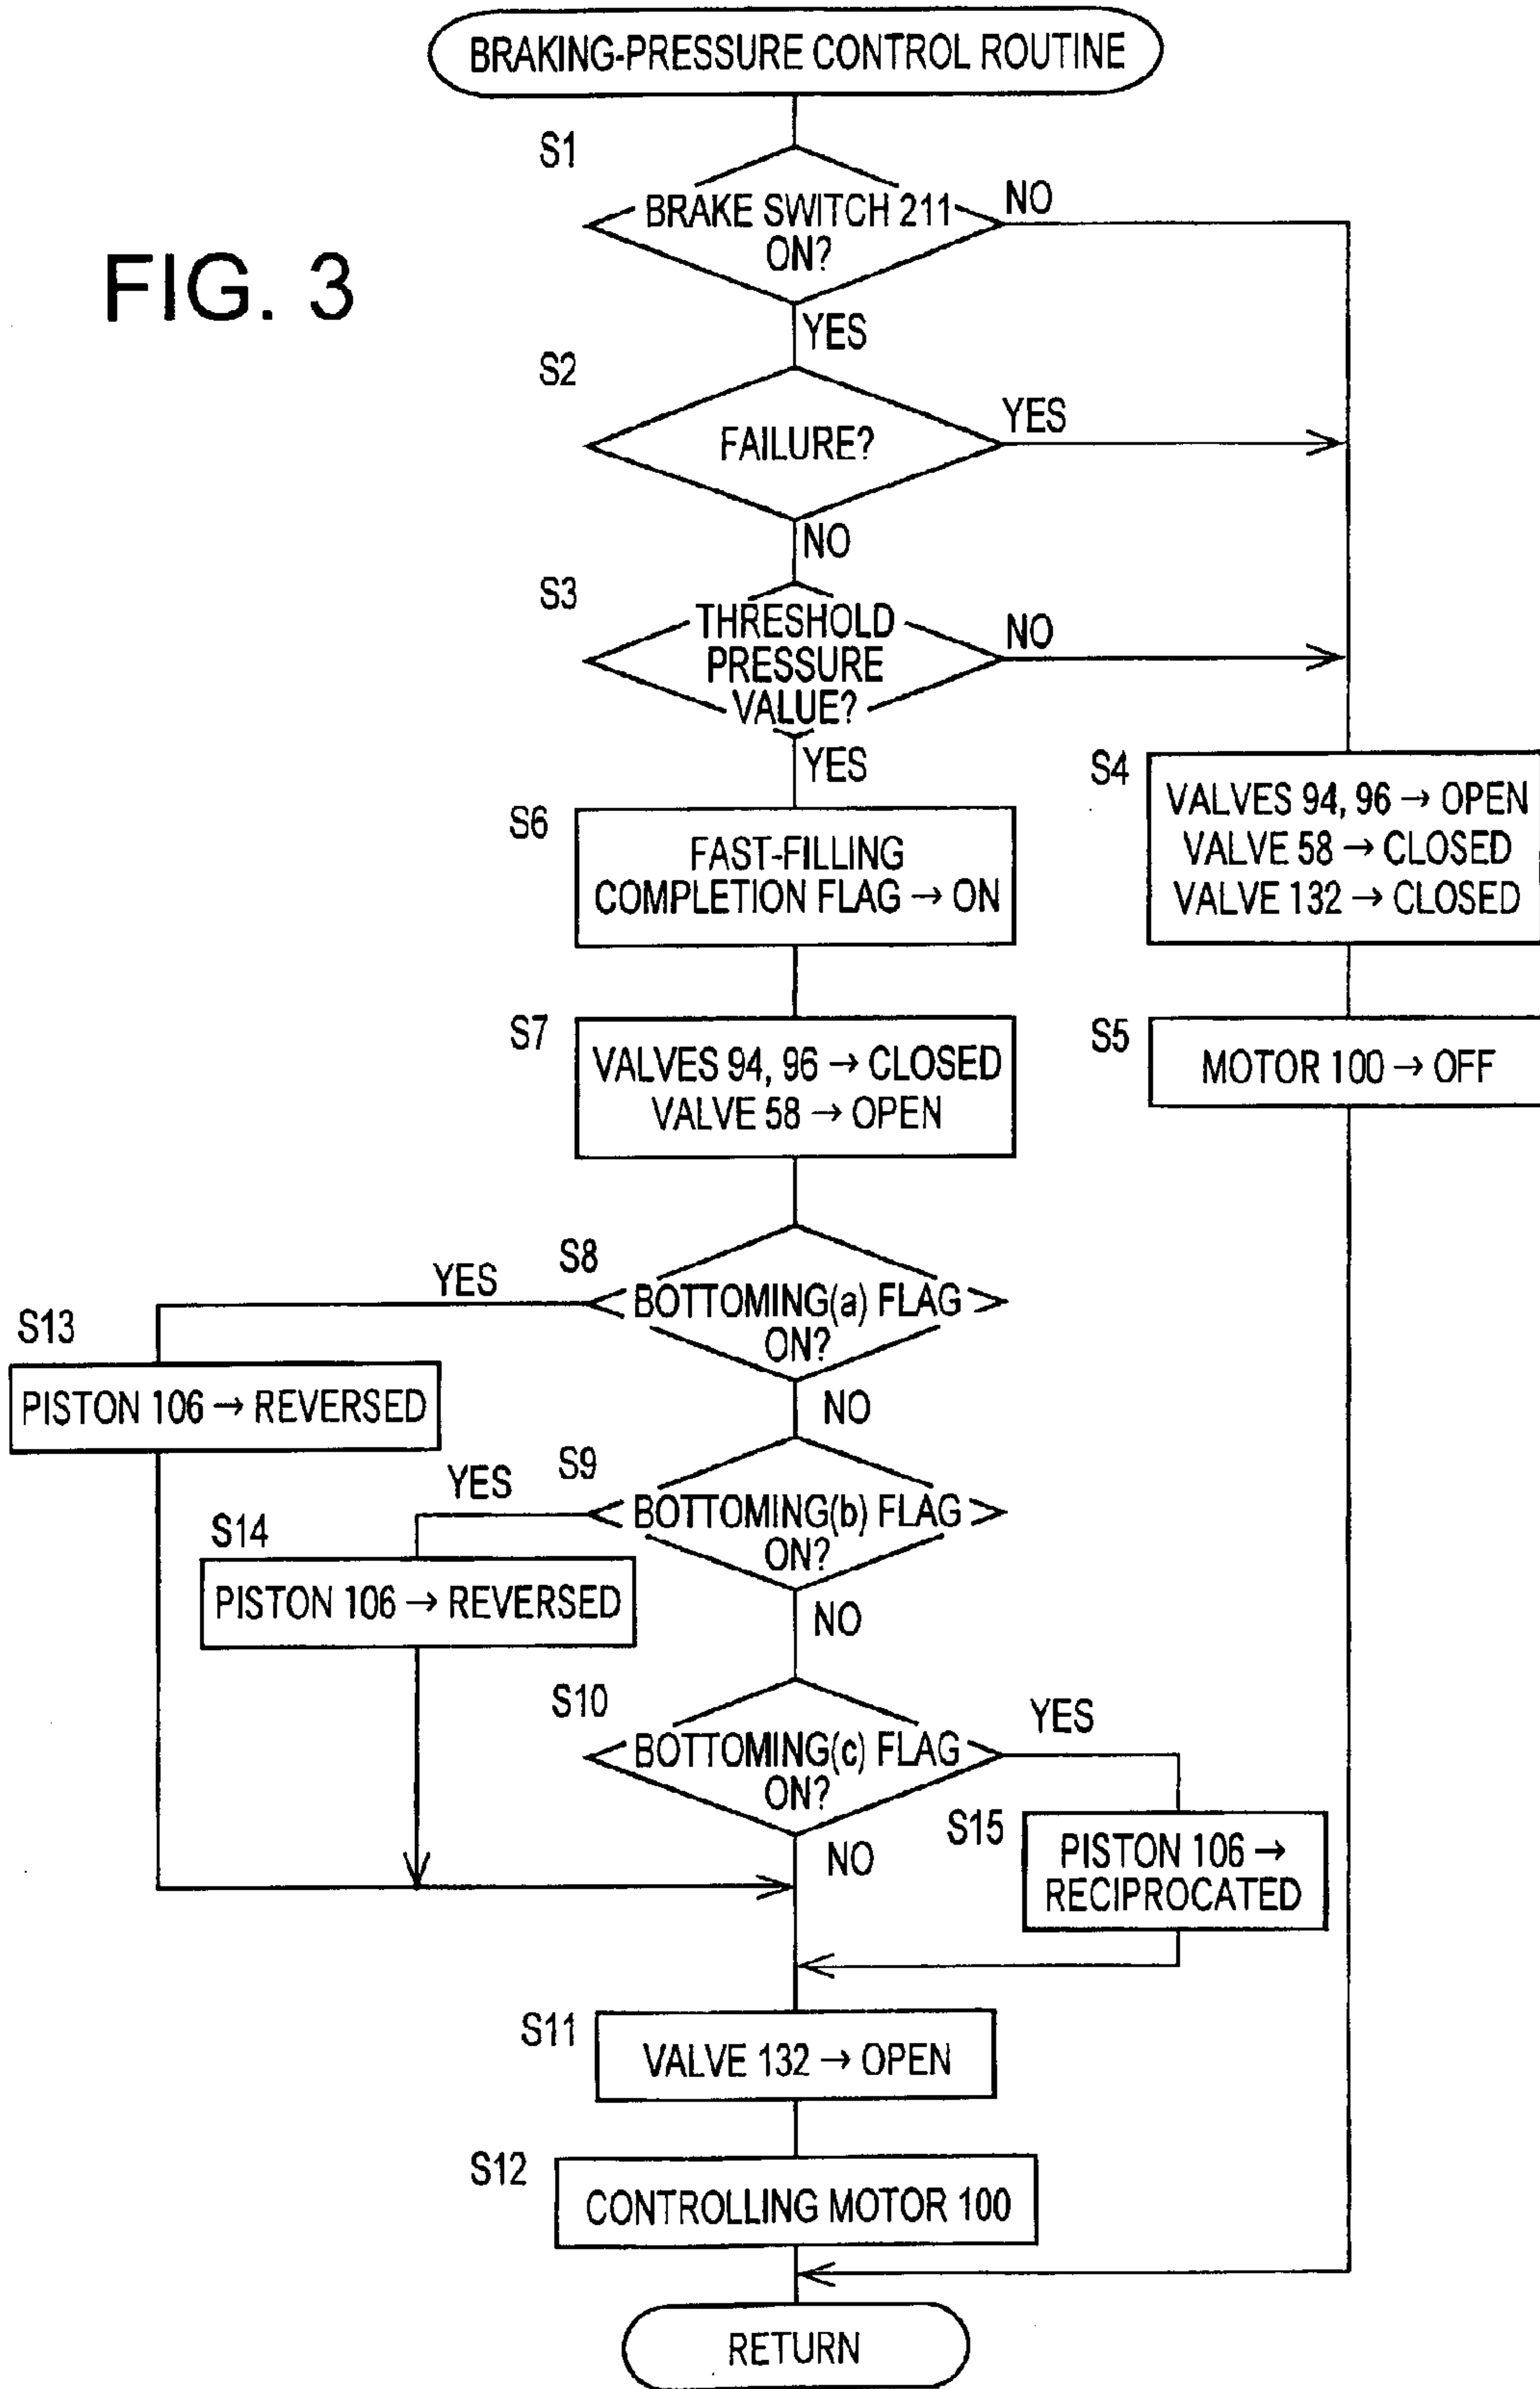 BRAKING-PRESSURE CONTROL ROUTINE
FIG. 3
S1
BRAKE SWITCH 211
ON?
NO
YES
S2
FAILURE?
YES
NO
S3
THRESHOLD
PRESSURE
VALUE?
NO
YES
S4
VALVES 94, 96 → OPEN
VALVE 58 → CLOSED
VALVE 132 → CLOSED
S6
FAST-FILLING
COMPLETION FLAG → ON
S7
VALVES 94, 96 → CLOSED
VALVE 58 → OPEN
S5
MOTOR 100 → OFF
S8
BOTTOMING(a) FLAG
ON?
YES
NO
S13
PISTON 106 → REVERSED
S9
BOTTOMING(b) FLAG
ON?
YES
NO
S14
PISTON 106 → REVERSED
S10
BOTTOMING(c) FLAG
ON?
YES
NO
S15
PISTON 106 →
RECIPROCATED
S11
VALVE 132 → OPEN
S12
CONTROLLING MOTOR 100
RETURN